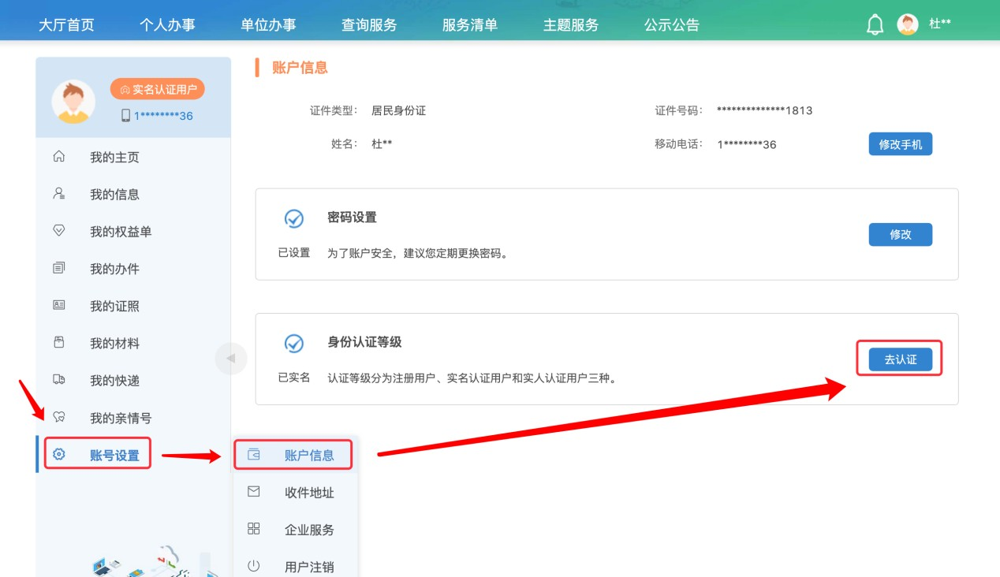 大厅首页 个人办事 单位办事 查询服务 服务清单 主题服务 公示公告 杜**
实名认证用户
1********36
我的主页
我的信息
我的权益单
我的办件
我的证照
我的材料
我的快递
我的亲情号
账号设置
账户信息
收件地址
企业服务
用户注销
账户信息
证件类型： 居民身份证 证件号码： **************1813
姓名： 杜** 移动电话： 1********36 修改手机
密码设置
已设置 为了账户安全，建议您定期更换密码。
修改
身份认证等级
已实名 认证等级分为注册用户、实名认证用户和实人认证用户三种。
去认证